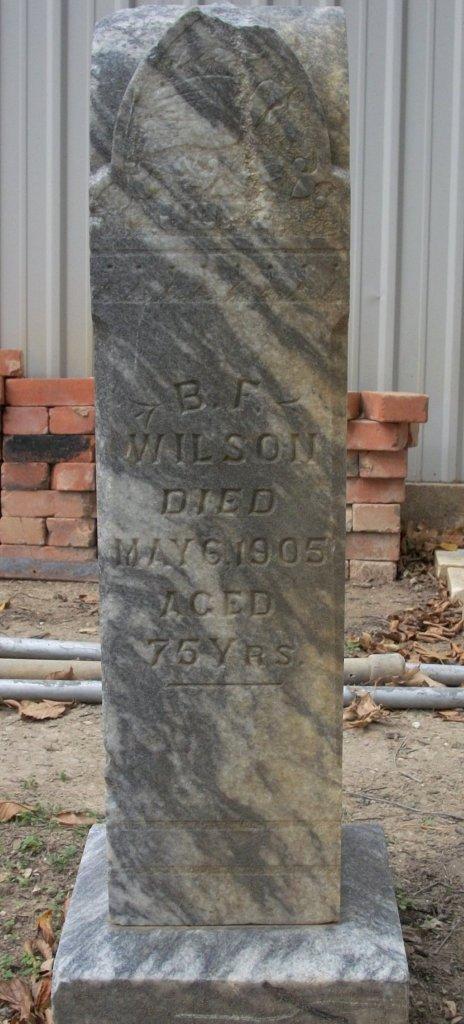 B. F.
WILSON
DIED
MAY 6, 1905
AGED
75 YRS.